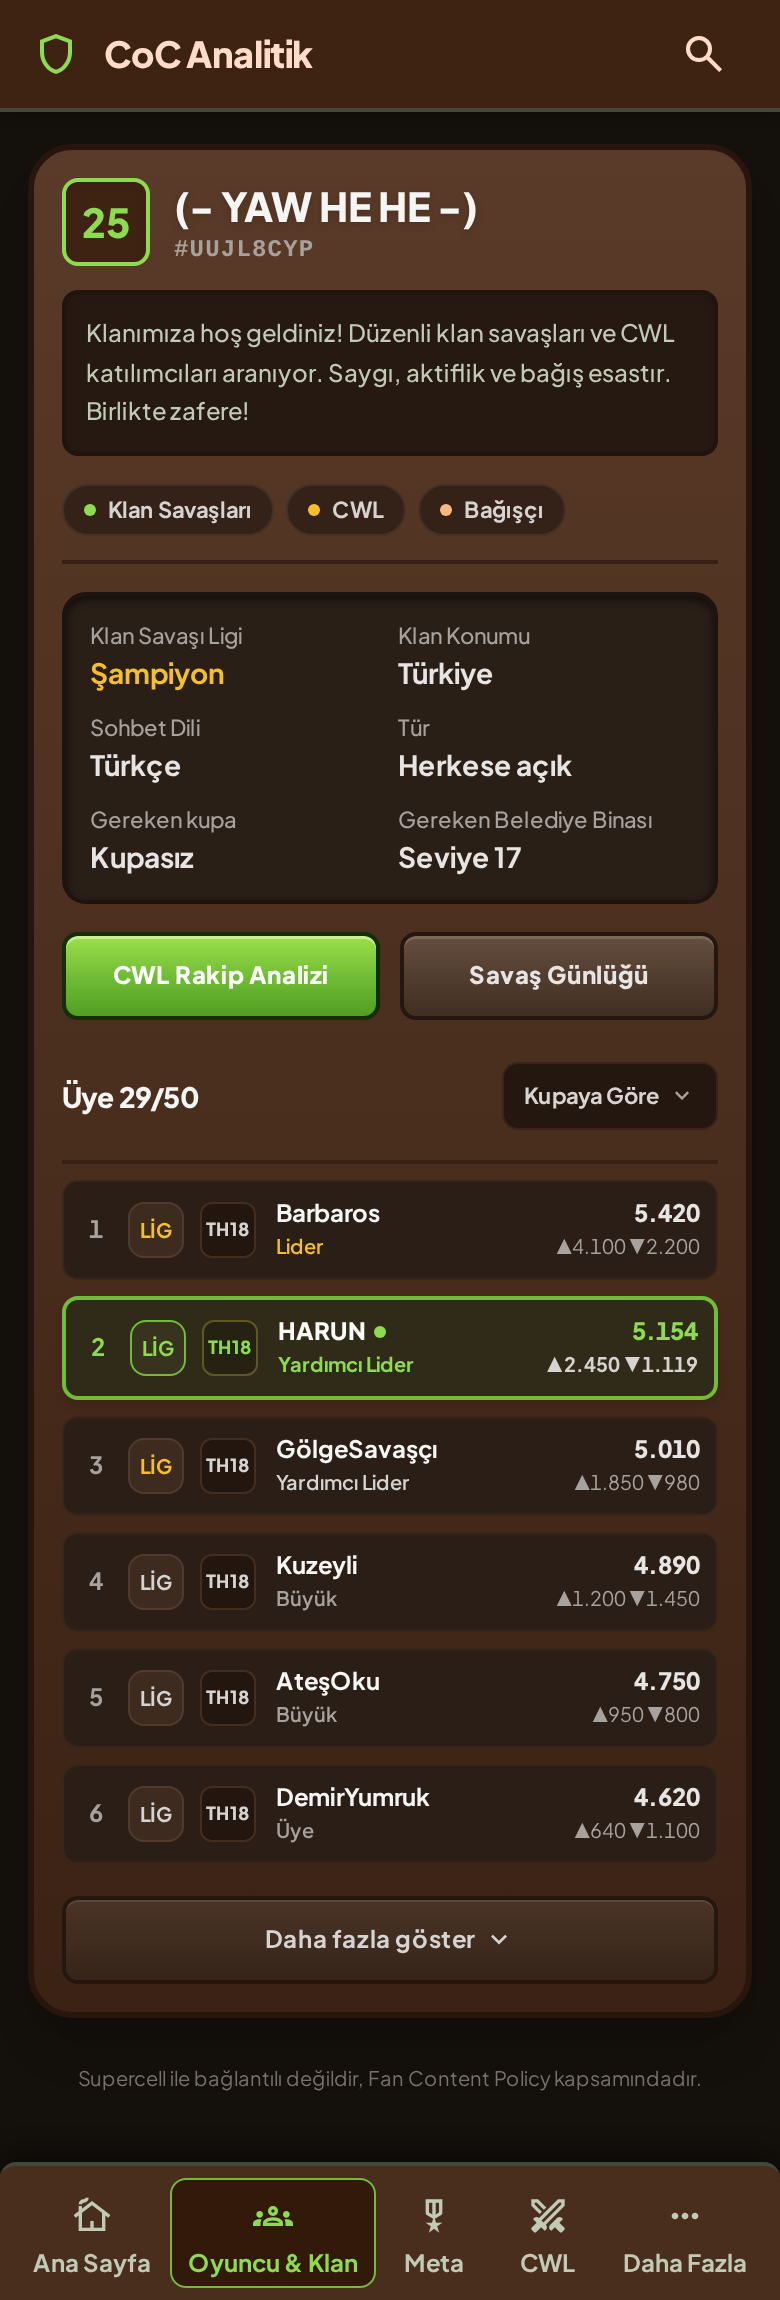 CoC Analitik
25
(- YAW HE HE -)
#UUJL8CYP
Klanımıza hoş geldiniz! Düzenli klan savaşları ve CWL
katılımcıları aranıyor. Saygı, aktiflik ve bağış esastır.
Birlikte zafere!
Klan Savaşları
CWL
Bağışçı
Klan Savaşı Ligi
Klan Konumu
Şampiyon
Türkiye
Sohbet Dili
Tür
Türkçe
Herkese açık
Gereken kupa
Gereken Belediye Binası
Kupasız
Seviye 17
CWL Rakip Analizi
Savaş Günlüğü
Üye 29/50
Kupaya Göre
1 LİG TH18 Barbaros 5.420
Lider ▲4.100 ▼2.200
2 LİG TH18 HARUN 5.154
Yardımcı Lider ▲2.450 ▼1.119
3 LİG TH18 GölgeSavaşçı 5.010
Yardımcı Lider ▲1.850 ▼980
4 LİG TH18 Kuzeyli 4.890
Büyük ▲1.200 ▼1.450
5 LİG TH18 AteşOku 4.750
Büyük ▲950 ▼800
6 LİG TH18 DemirYumruk 4.620
Üye ▲640 ▼1.100
Daha fazla göster
Supercell ile bağlantılı değildir, Fan Content Policy kapsamındadır.
Ana Sayfa
Oyuncu & Klan
Meta
CWL
Daha Fazla